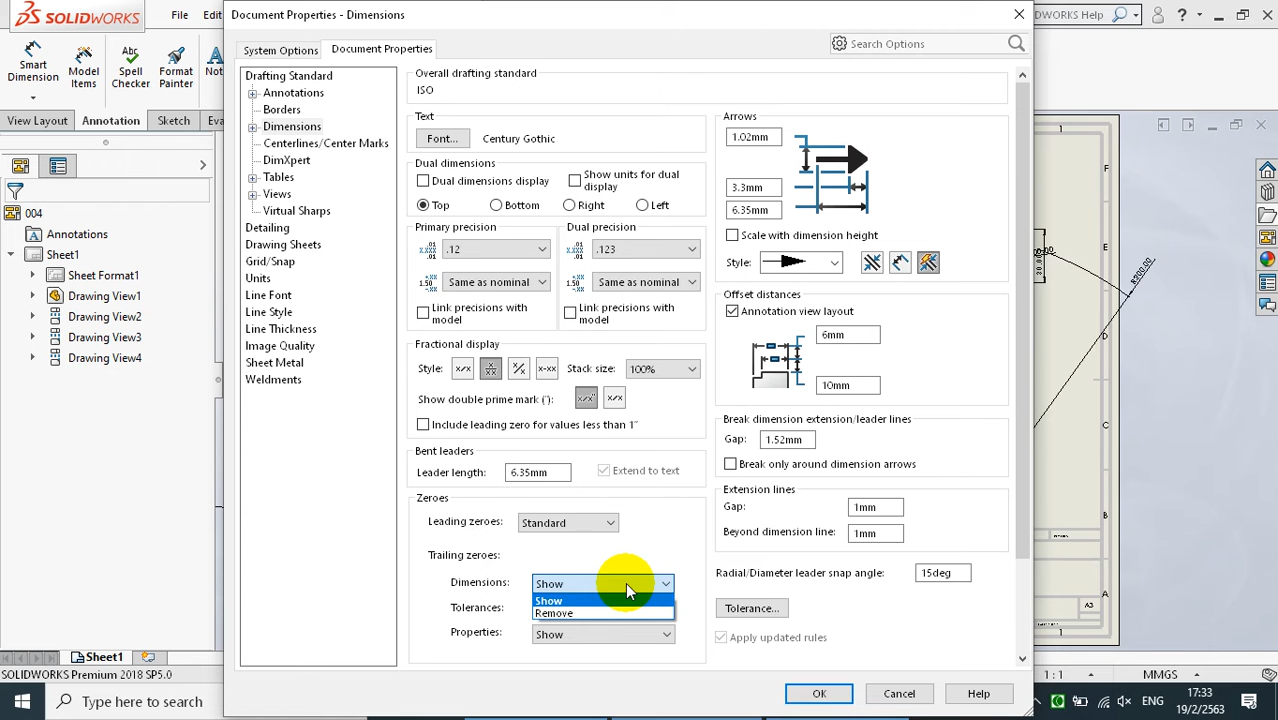 SOLIDWORKS
File
Edit
Document Properties - Dimensions
ORKS Help
?
Smart Dimension
Model Items
Abc
Spell Checker
Format Painter
View Layout
Annotation
Sketch
004
Annotations
Sheet1
Sheet Format1
Drawing View1
Drawing View2
Drawing View3
Drawing View4
System Options
Document Properties
Search Options
Drafting Standard
Annotations
Borders
Dimensions
Centerlines/Center Marks
DimXpert
Tables
Views
Virtual Sharps
Detailing
Drawing Sheets
Grid/Snap
Units
Line Font
Line Style
Line Thickness
Image Quality
Sheet Metal
Weldments
Overall drafting standard
ISO
Text
Font...
Century Gothic
Dual dimensions
Dual dimensions display
Show units for dual display
Top
Bottom
Right
Left
Primary precision
Dual precision
.12
.123
Same as nominal
Same as nominal
Link precisions with model
Link precisions with model
Fractional display
Style:
Stack size:
100%
Show double prime mark ("):
Include leading zero for values less than 1"
Bent leaders
Leader length:
6.35mm
Extend to text
Zeroes
Leading zeroes:
Standard
Trailing zeroes:
Dimensions:
Show
Show
Tolerances:
Remove
Properties:
Show
Arrows
1.02mm
3.3mm
6.35mm
Scale with dimension height
Style:
Offset distances
Annotation view layout
6mm
10mm
Break dimension extension/leader lines
Gap:
1.52mm
Break only around dimension arrows
Extension lines
Gap:
1mm
Beyond dimension line:
1mm
Radial/Diameter leader snap angle:
15deg
Tolerance...
Apply updated rules
OK
Cancel
Help
F
E
D
C
B
A
1
A3
1
R200.00
Sheet1
SOLIDWORKS Premium 2018 SP5.0
1 : 1
MMGS
Type here to search
ENG
17:33
19/2/2563